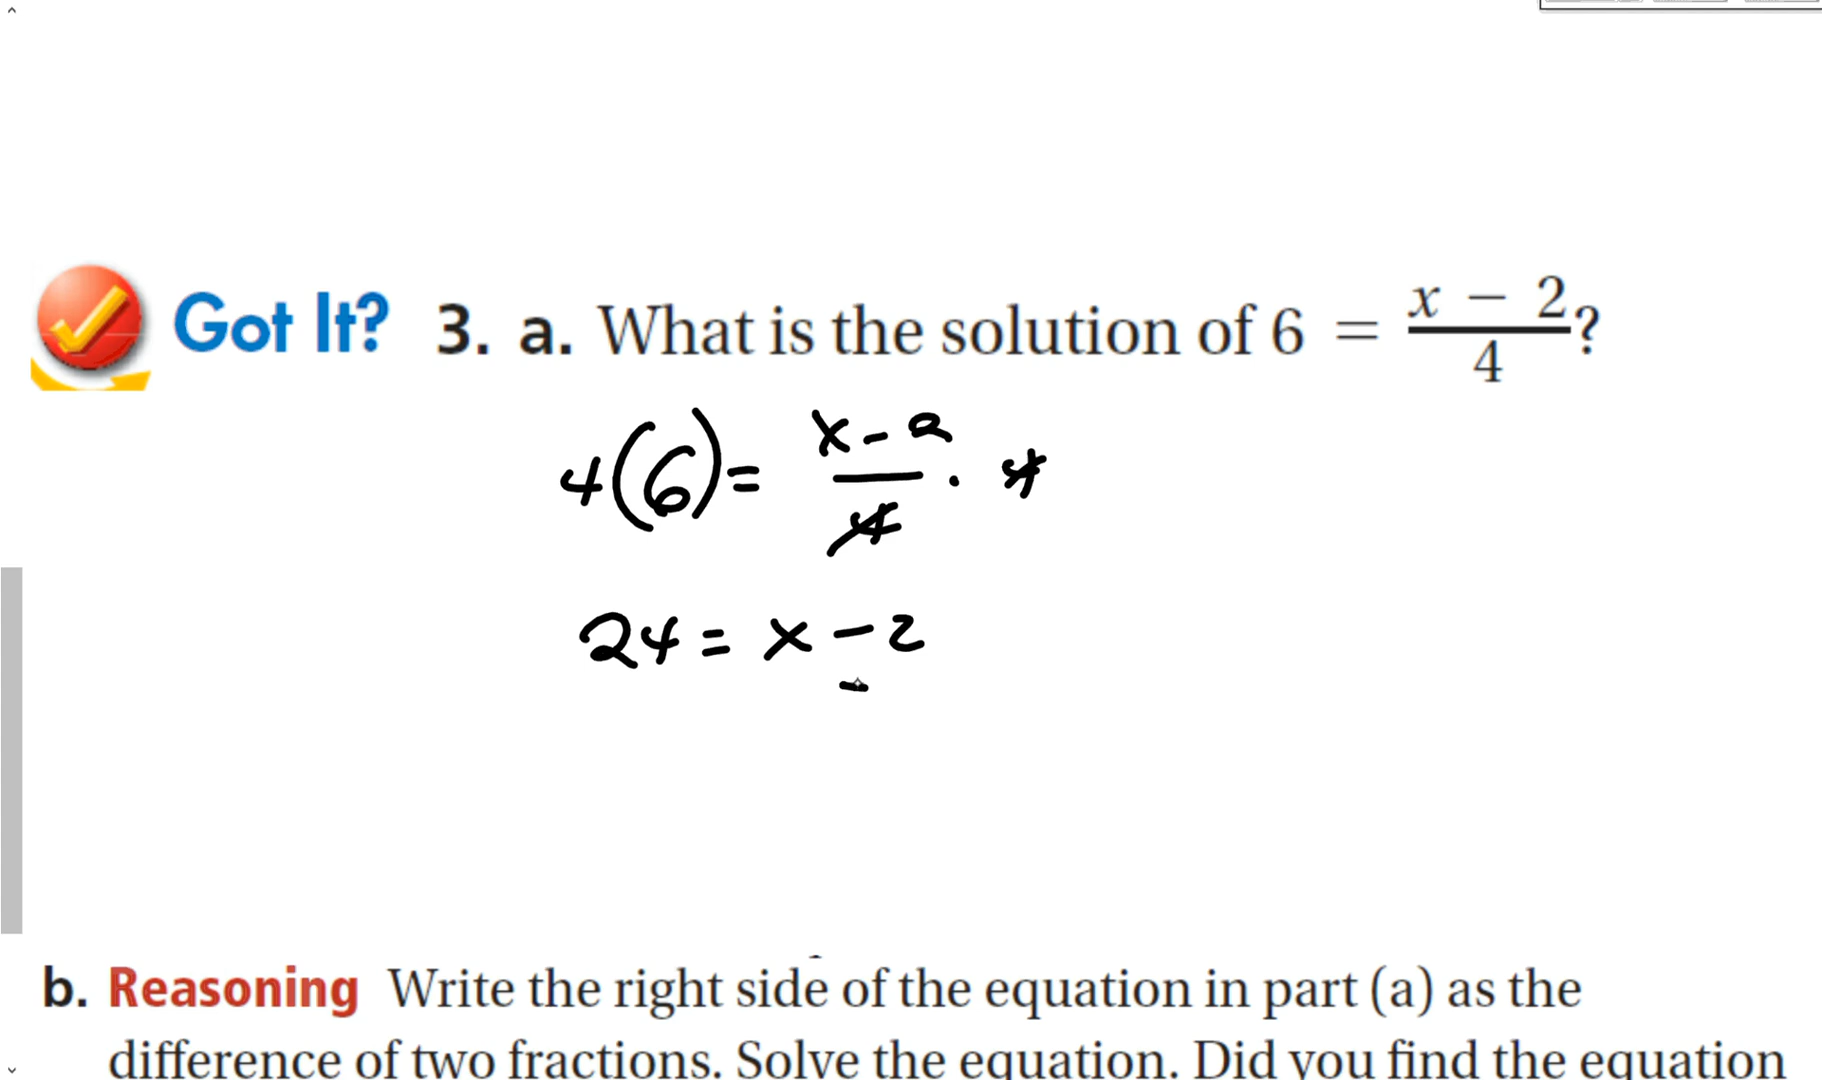 Got It? 3. a. What is the solution of 6 = \frac{x - 2}{4}?
4(6) = \frac{x - 2}{4} · 4
24 = x - 2
-
b. Reasoning Write the right side of the equation in part (a) as the
difference of two fractions. Solve the equation. Did you find the equation